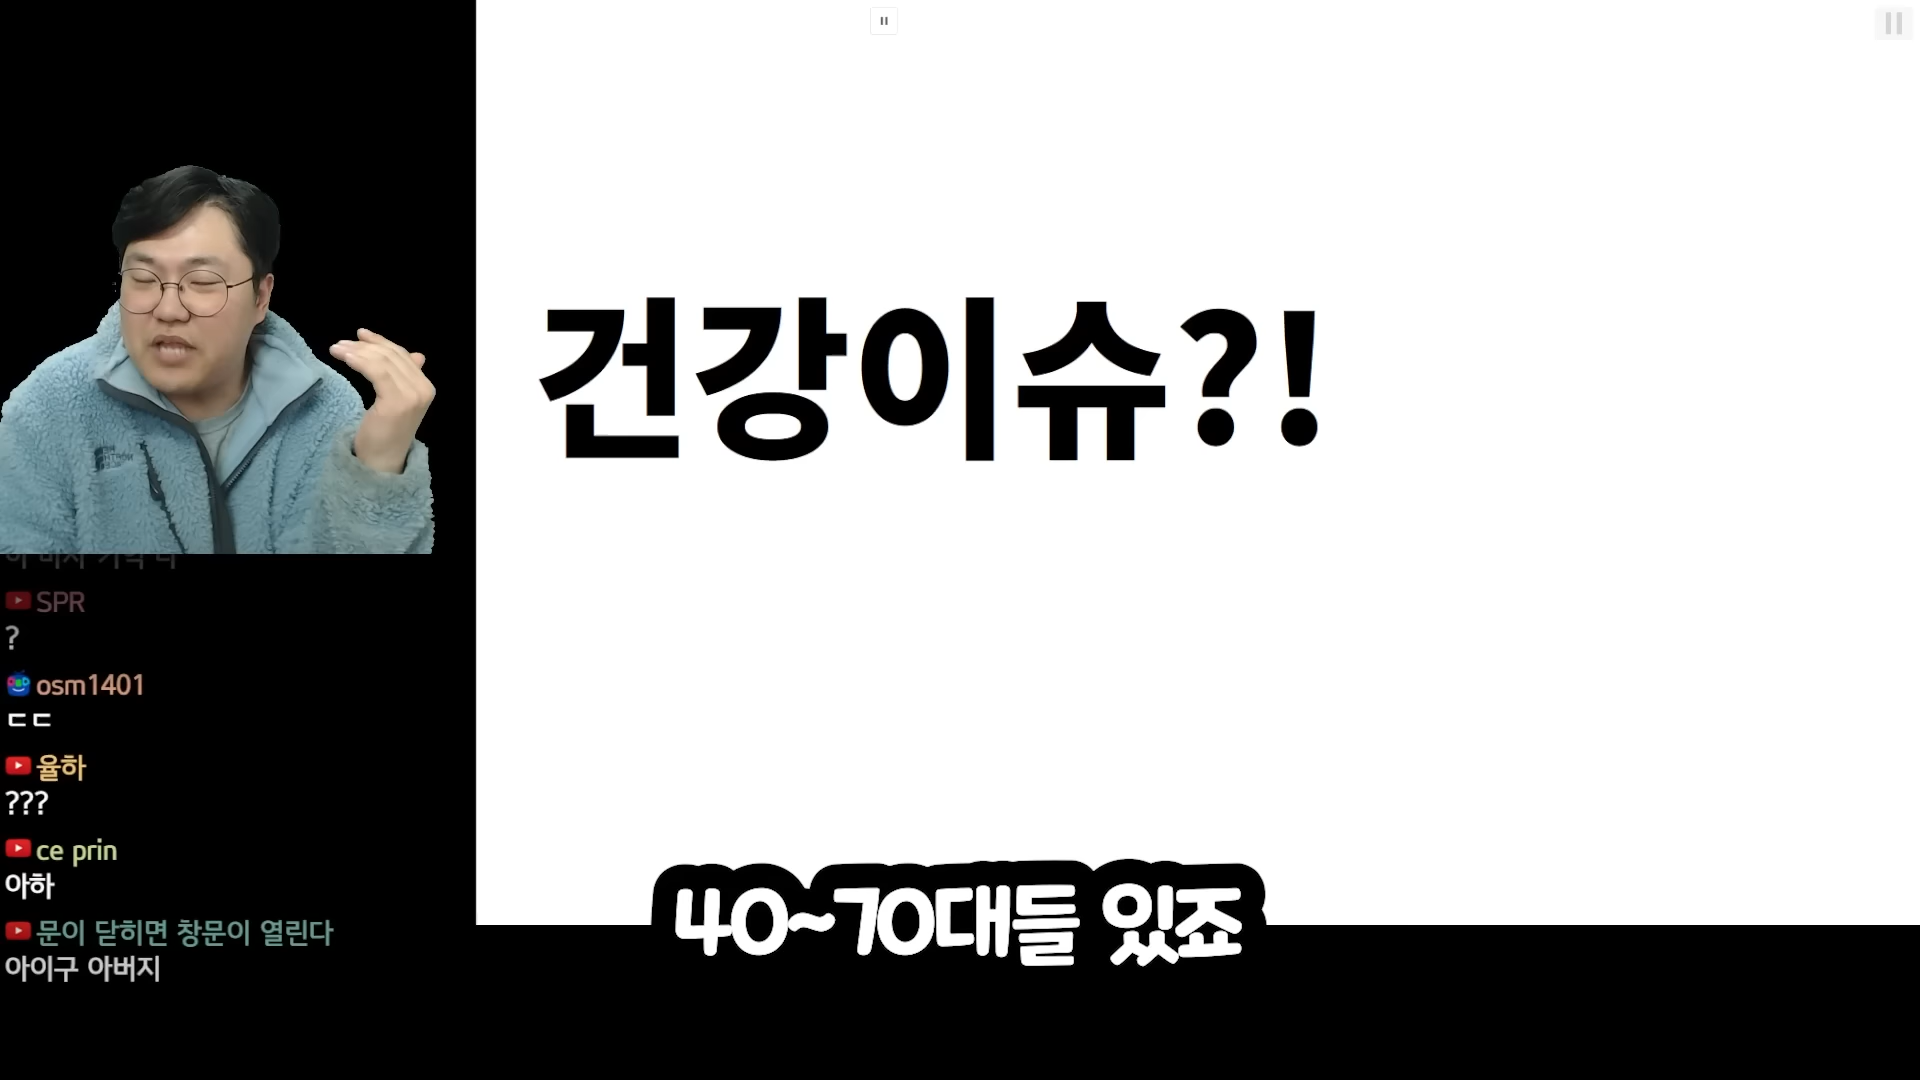 건강이슈?!
SPR
?
osm1401
ㄷㄷ
율하
???
ce prin
아하
문이 닫히면 창문이 열린다
아이구 아버지
40~70대들 있죠